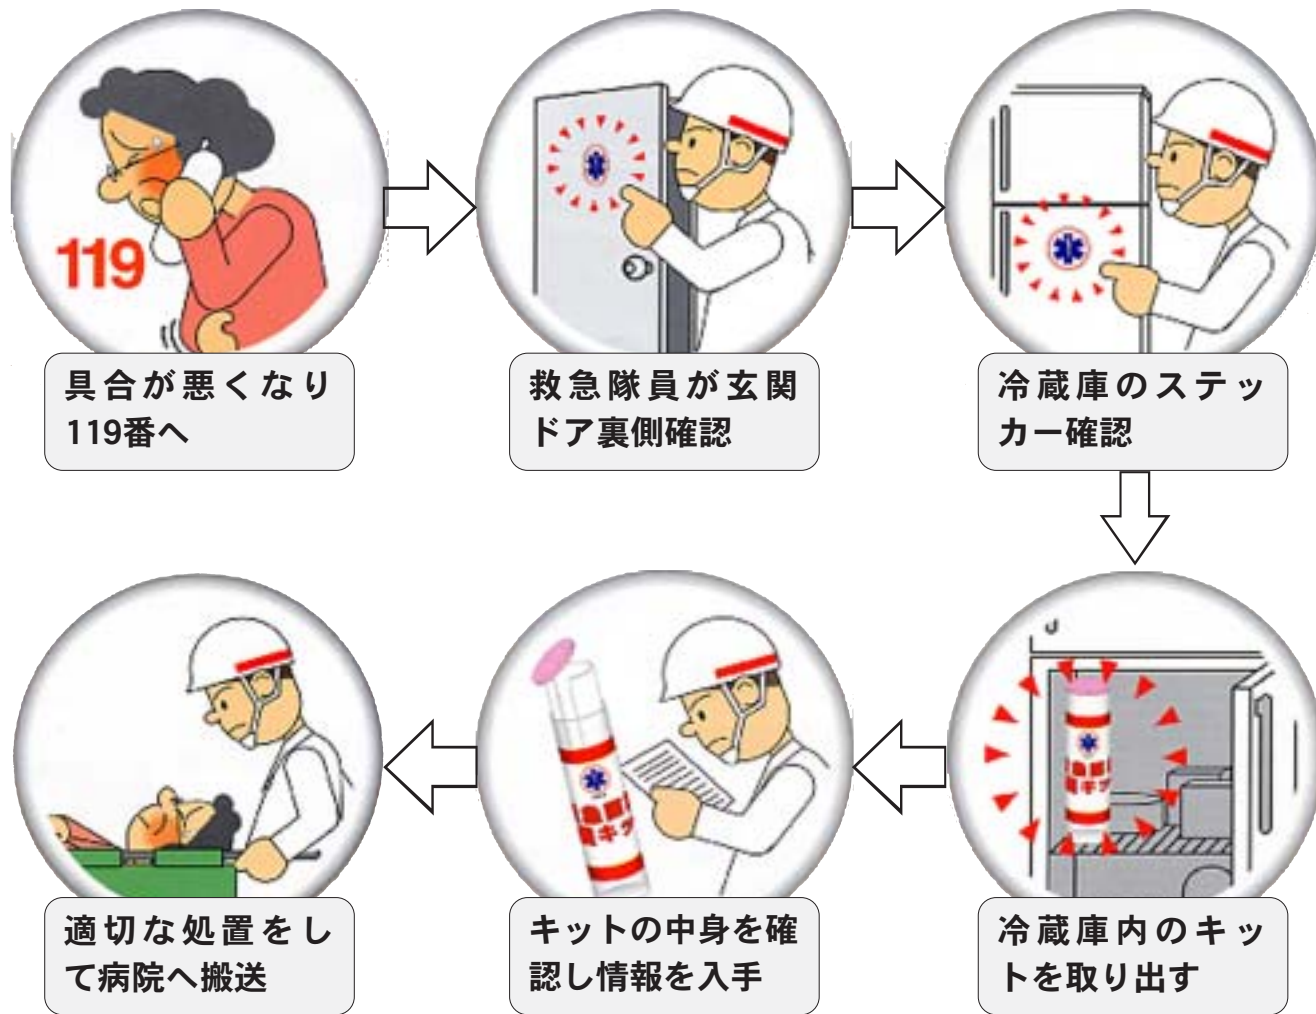 119
具合が悪くなり
119番へ
救急隊員が玄関
ドア裏側確認
冷蔵庫のステッ
カー確認
冷蔵庫内のキッ
トを取り出す
キットの中身を確
認し情報を入手
適切な処置をし
て病院へ搬送